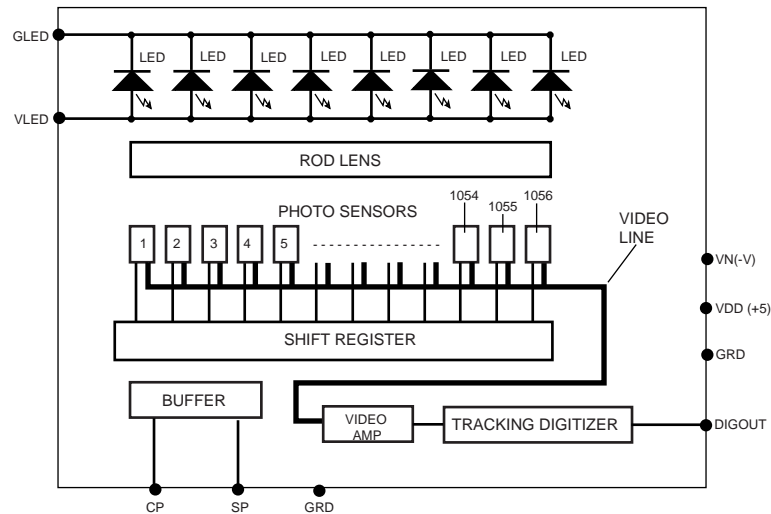 GLED
LED LED LED LED LED LED LED LED
VLED
ROD LENS
1054
1055
1056
PHOTO SENSORS
VIDEO
LINE
1 2 3 4 5
VN(-V)
VDD (+5)
SHIFT REGISTER
GRD
BUFFER
VIDEO
AMP
TRACKING DIGITIZER
DIGOUT
CP
SP
GRD